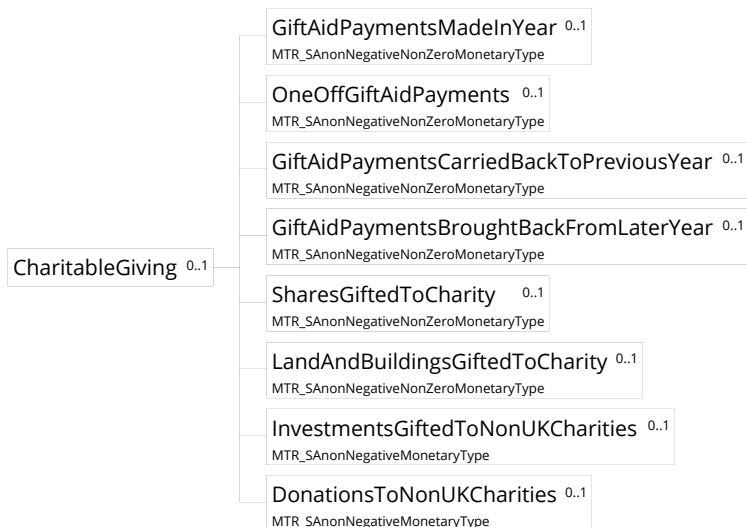 GiftAidPaymentsMadeInYear 0..1
MTR_SAnonNegativeNonZeroMonetaryType
OneOffGiftAidPayments 0..1
MTR_SAnonNegativeNonZeroMonetaryType
GiftAidPaymentsCarriedBackToPreviousYear 0..1
MTR_SAnonNegativeNonZeroMonetaryType
GiftAidPaymentsBroughtBackFromLaterYear 0..1
MTR_SAnonNegativeNonZeroMonetaryType
CharitableGiving 0..1
SharesGiftedToCharity 0..1
MTR_SAnonNegativeNonZeroMonetaryType
LandAndBuildingsGiftedToCharity 0..1
MTR_SAnonNegativeNonZeroMonetaryType
InvestmentsGiftedToNonUKCharities 0..1
MTR_SAnonNegativeMonetaryType
DonationsToNonUKCharities 0..1
MTR_SAnonNegativeMonetaryType